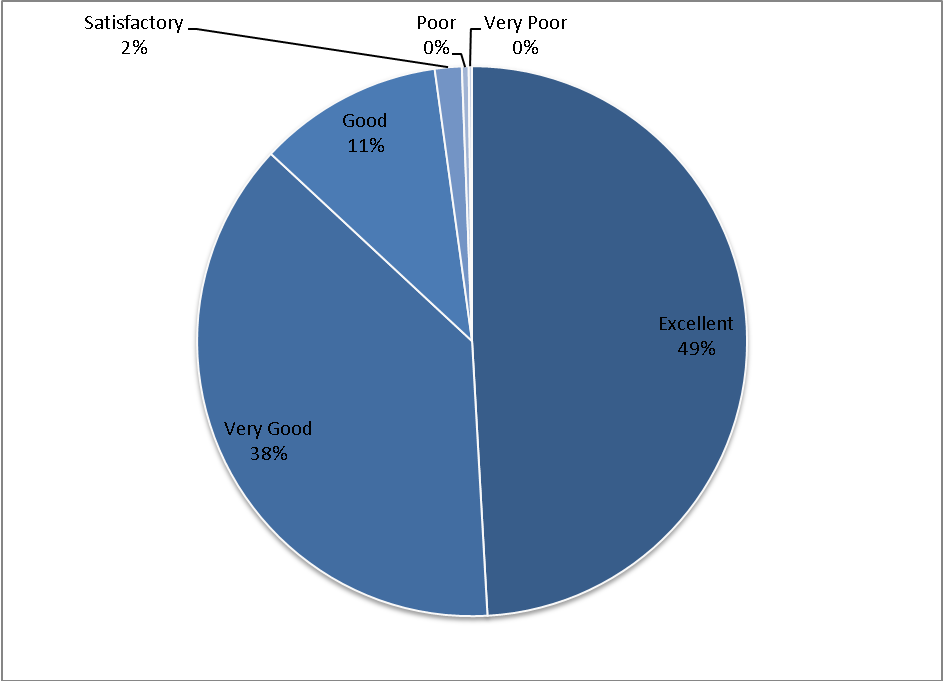 Satisfactory
2%
Poor
0%
Very Poor
0%
Good
11%
Excellent
49%
Very Good
38%